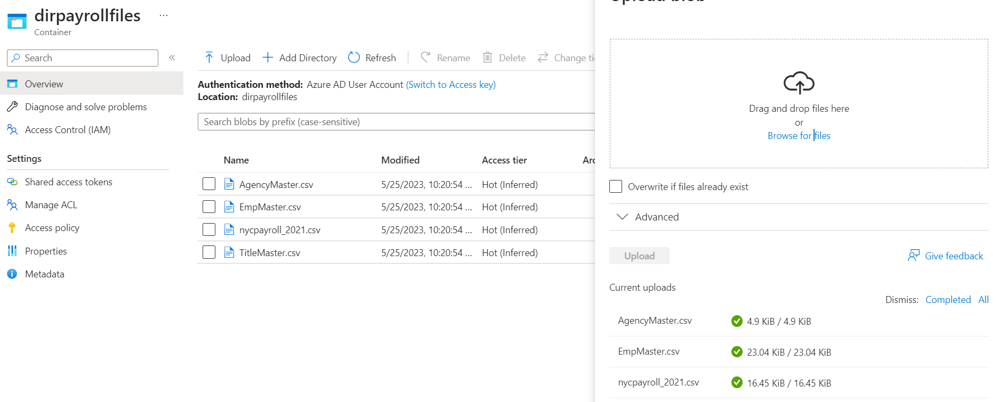 dirpayrollfiles ...
Container
Search «
Overview
Diagnose and solve problems
Access Control (IAM)
Settings
Shared access tokens
Manage ACL
Access policy
Properties
Metadata
Upload Add Directory Refresh Rename Delete Change
Authentication method: Azure AD User Account (Switch to Access key)
Location: dirpayrollfiles
Search blobs by prefix (case-sensitive)
Name Modified Access tier
AgencyMaster.csv 5/25/2023, 10:20:54 ... Hot (Inferred)
EmpMaster.csv 5/25/2023, 10:20:54 ... Hot (Inferred)
nycpayroll_2021.csv 5/25/2023, 10:20:54 ... Hot (Inferred)
TitleMaster.csv 5/25/2023, 10:20:54 ... Hot (Inferred)
Upload blob
Drag and drop files here
or
Browse for files
Overwrite if files already exist
Advanced
Upload Give feedback
Current uploads
Dismiss: Completed All
AgencyMaster.csv 4.9 KiB / 4.9 KiB
EmpMaster.csv 23.04 KiB / 23.04 KiB
nycpayroll_2021.csv 16.45 KiB / 16.45 KiB